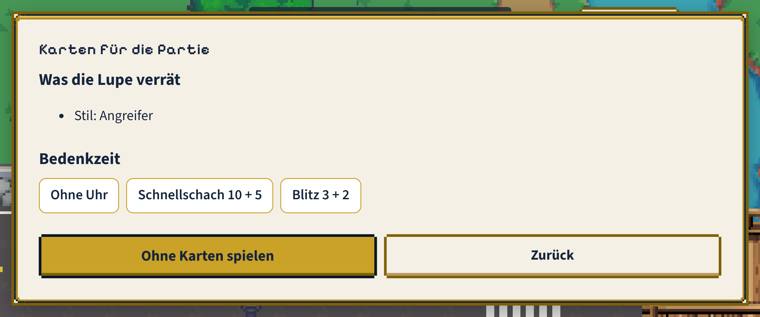 Karten für die Partie
Was die Lupe verrät
Stil: Angreifer
Bedenkzeit
Ohne Uhr
Schnellschach 10 + 5
Blitz 3 + 2
Ohne Karten spielen
Zurück